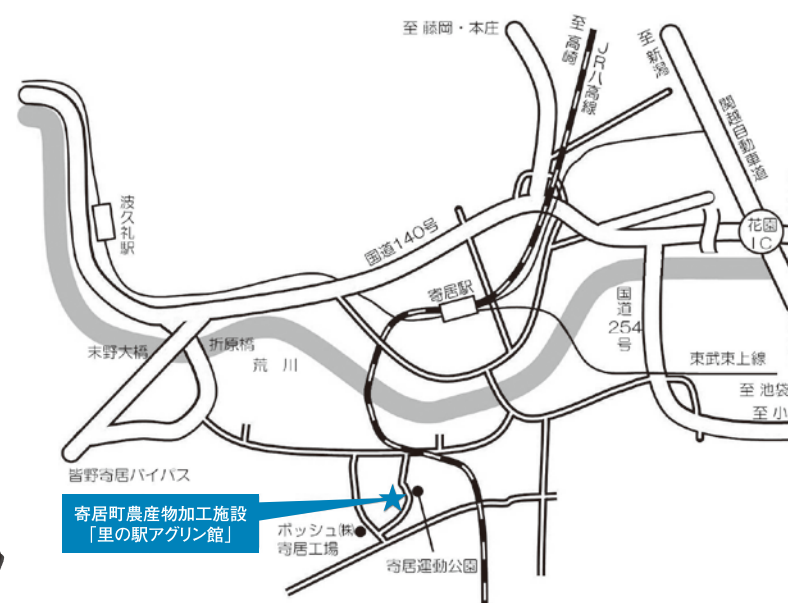 至 藤岡・本庄
至 高崎
JR八高線
至 新潟
関越自動車道
花園
IC
波久礼駅
国道140号
寄居駅
国道
254
号
末野大橋
折原橋
荒 川
東武東上線
至 池袋
至 小
皆野寄居バイパス
寄居町農産物加工施設
「里の駅アグリン館」
ボッシュ㈱
寄居工場
寄居運動公園